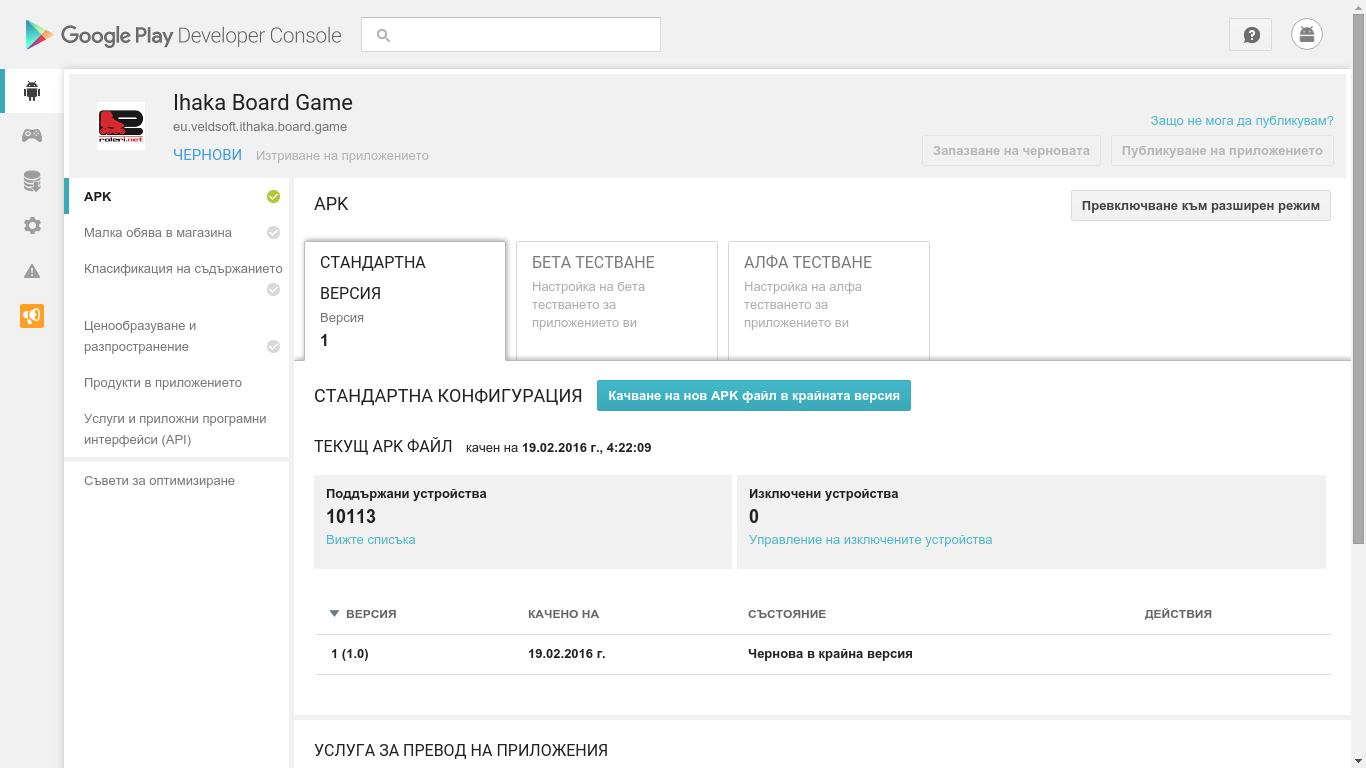 Google Play Developer Console
Ihaka Board Game
eu.veldsoft.ithaka.board.game
ЧЕРНОВИ Изтриване на приложението
Защо не мога да публикувам?
Запазване на черновата Публикуване на приложението
roleri.net
APK
Малка обява в магазина
Класификация на съдържанието
Ценообразуване и
разпространение
Продукти в приложението
Услуги и приложни програмни
интерфейси (API)
Съвети за оптимизиране
APK
Превключване към разширен режим
СТАНДАРТНА
ВЕРСИЯ
Версия
1
БЕТА ТЕСТВАНЕ
Настройка на бета
тестването за
приложението ви
АЛФА ТЕСТВАНЕ
Настройка на алфа
тестването за
приложението ви
СТАНДАРТНА КОНФИГУРАЦИЯ Качване на нов APK файл в крайната версия
ТЕКУЩ APK ФАЙЛ качен на 19.02.2016 г., 4:22:09
Поддържани устройства
10113
Вижте списъка
Изключени устройства
0
Управление на изключените устройства
ВЕРСИЯ КАЧЕНО НА СЪСТОЯНИЕ ДЕЙСТВИЯ
1 (1.0) 19.02.2016 г. Чернова в крайна версия
УСЛУГА ЗА ПРЕВОД НА ПРИЛОЖЕНИЯ